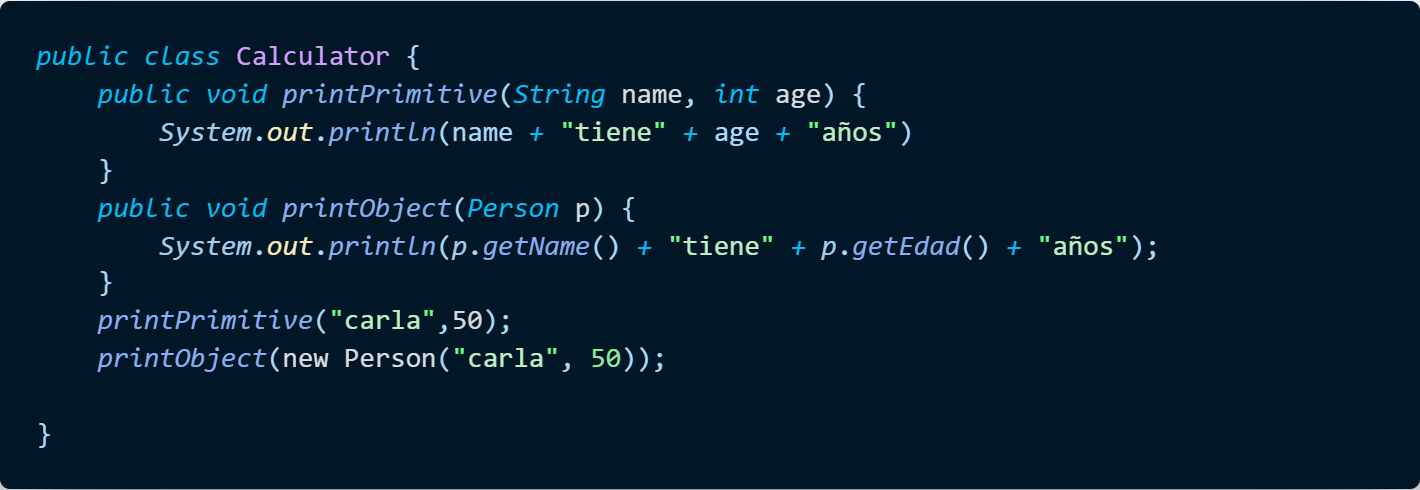 public class Calculator {
    public void printPrimitive(String name, int age) {
        System.out.println(name + "tiene" + age + "años")
    }
    public void printObject(Person p) {
        System.out.println(p.getName() + "tiene" + p.getEdad() + "años");
    }
    printPrimitive("carla",50);
    printObject(new Person("carla", 50));
}